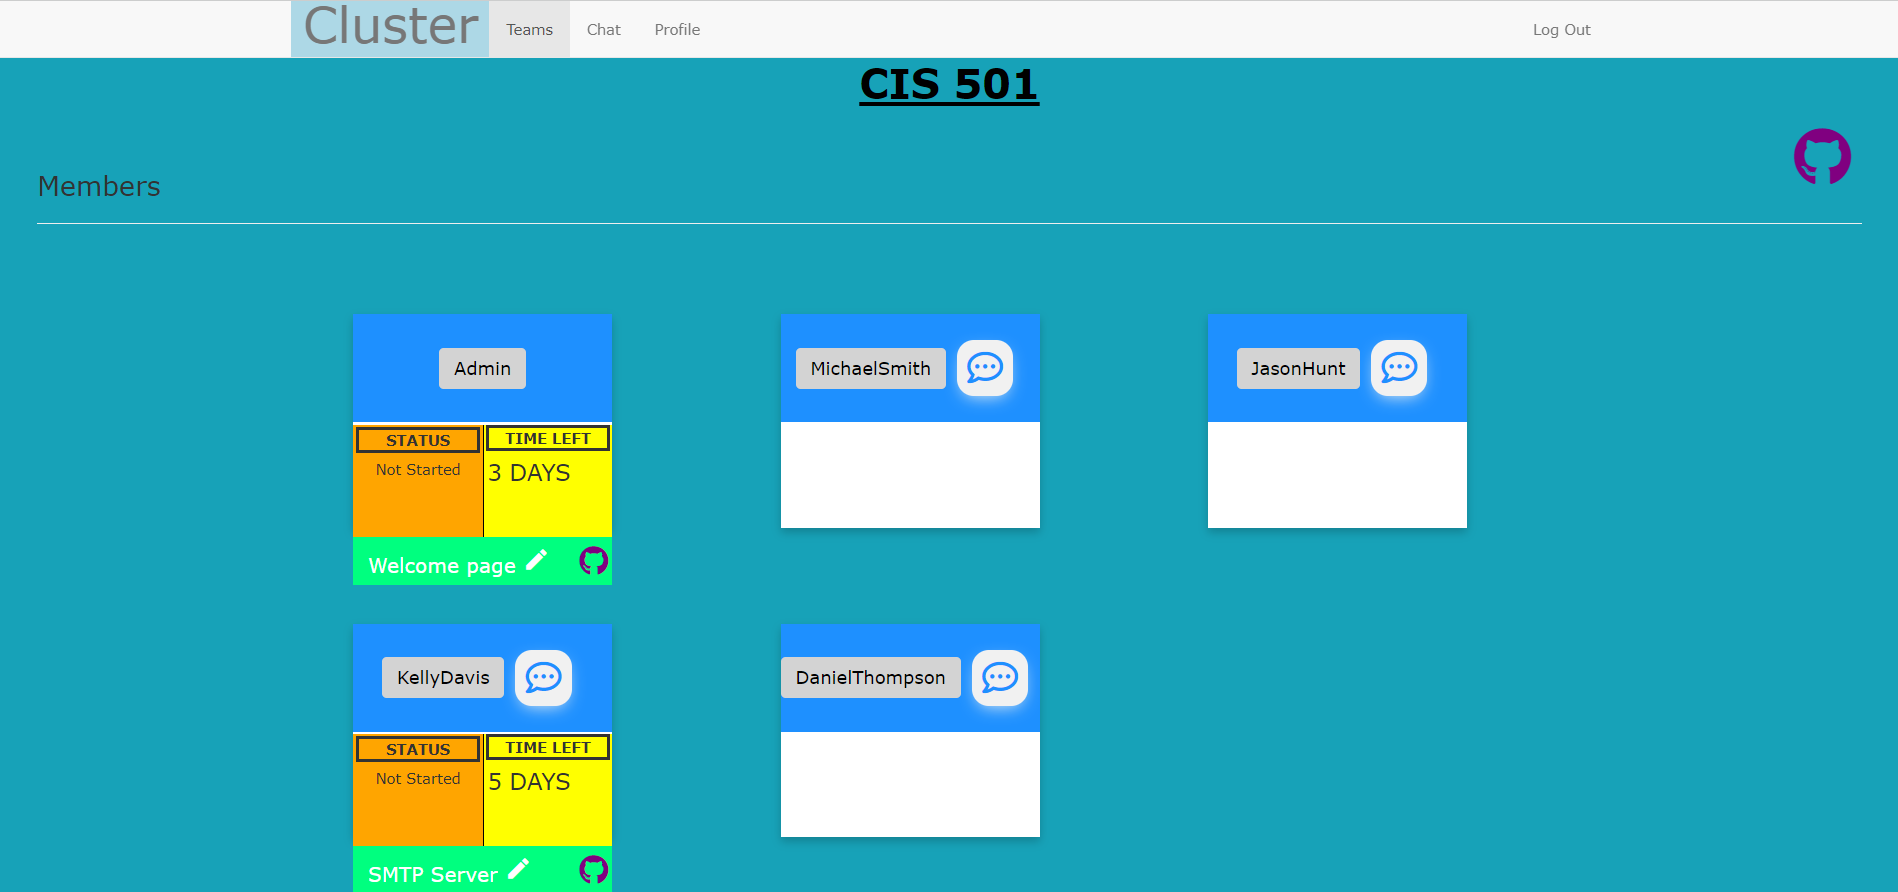 Cluster Teams Chat Profile Log Out
CIS 501
Members
Admin
STATUS TIME LEFT
Not Started 3 DAYS
Welcome page
MichaelSmith
JasonHunt
KellyDavis
STATUS TIME LEFT
Not Started 5 DAYS
SMTP Server
DanielThompson